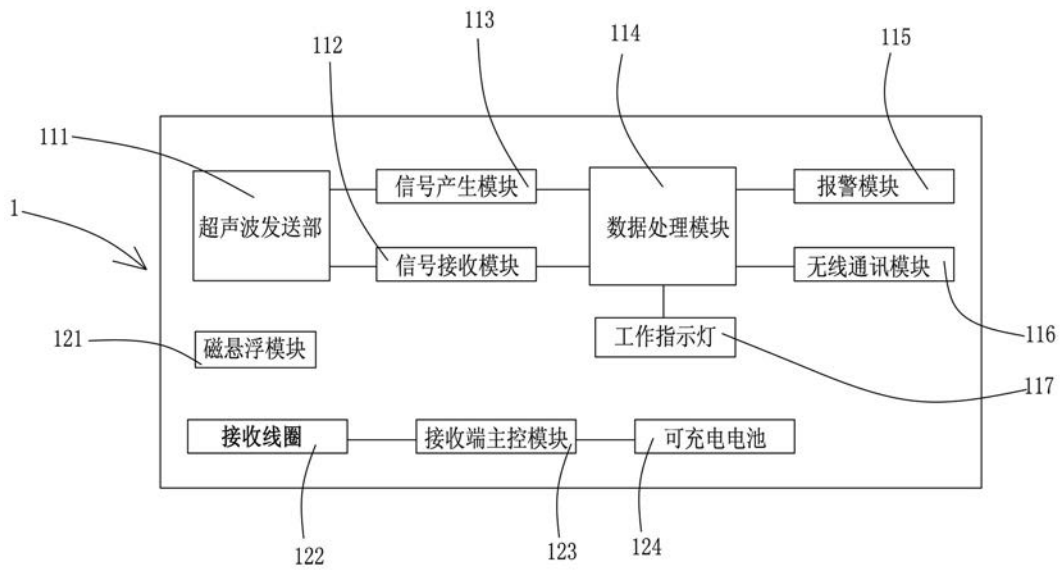 113
114
115
112
111
信号产生模块
报警模块
1
超声波发送部
数据处理模块
信号接收模块
无线通讯模块
121
磁悬浮模块
工作指示灯
116
117
接收线圈
接收端主控模块
可充电电池
122
123
124